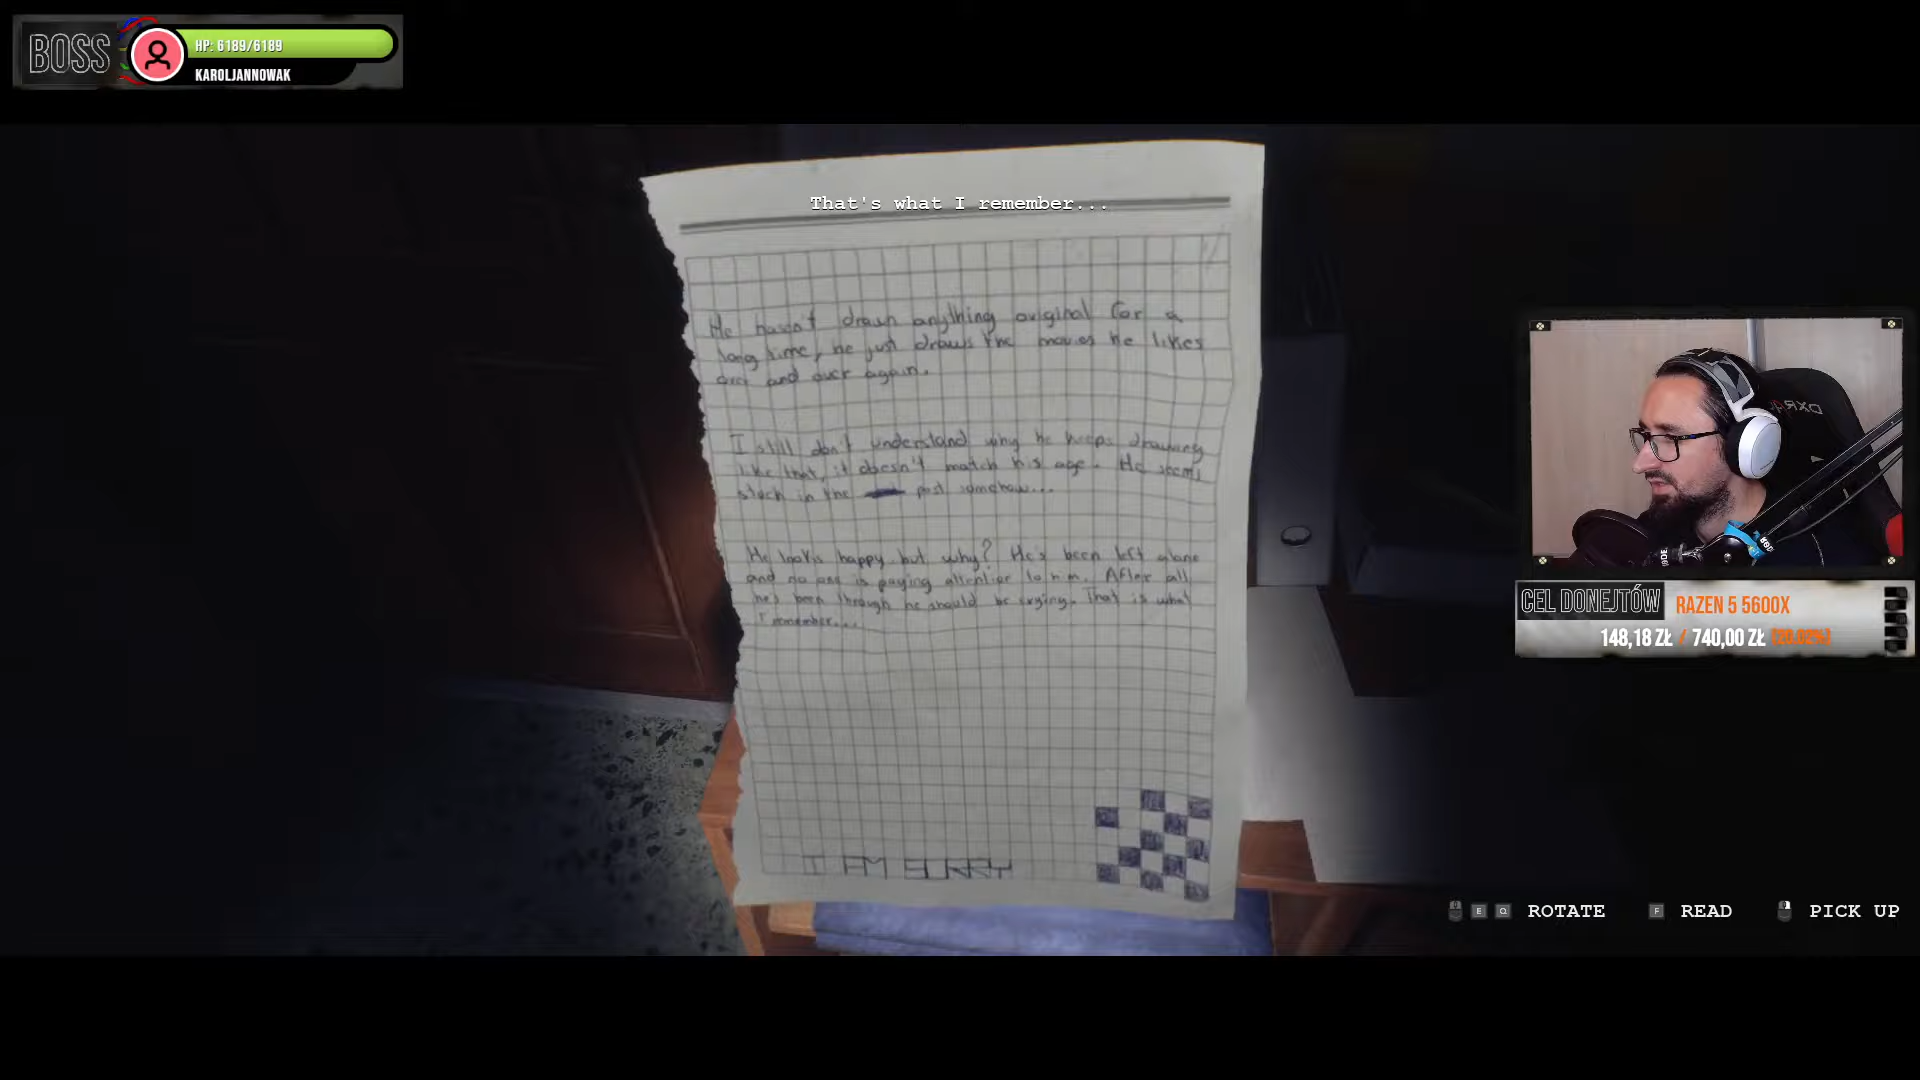 BOSS
HP: 6189/6189
KAROLJANNOWAK
That's what I remember...
He hasn't drawn anything original for a
long time, he just draws the movies he likes
over and over again.
I still don't understand why he keeps drawing
like that, it doesn't match his age. He seems
stuck in the past somehow...
He looks happy, but why? He's been left alone
and no one is paying attention to him. After all
he's been through he should be crying. That is what
I remember...
I AM SORRY
DXR
CEL DONEJTÓW
RAZEN 5 5600X
148,18 ZŁ / 740,00 ZŁ (20.02%)
E Q ROTATE
F READ
PICK UP